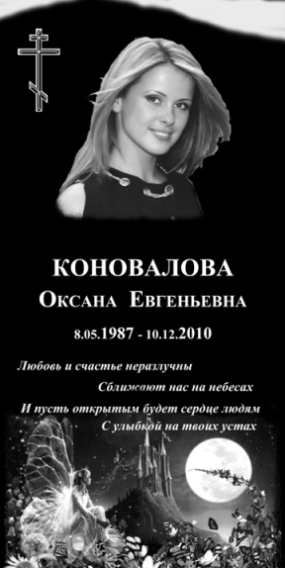 КОНОВАЛОВА
Оксана Евгеньевна
8.05.1987 - 10.12.2010
Любовь и счастье неразлучны
Сближают нас на небесах
И пусть открытым будет сердце людям
С улыбкой на твоих устах